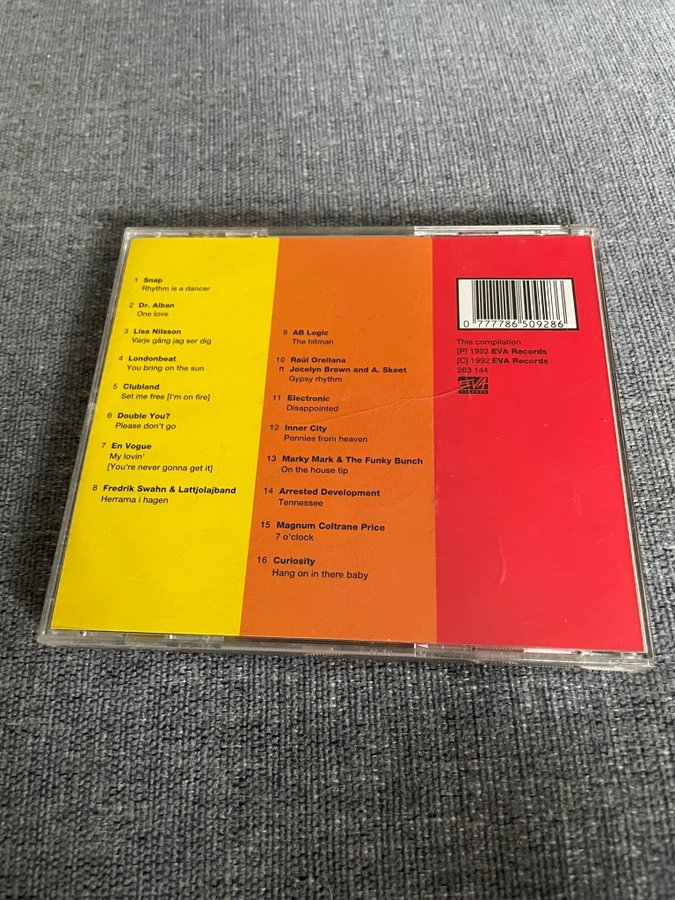 1 Snap
Rhythm is a dancer
2 Dr. Alban
One love
3 Lisa Nilsson
Varje gång jag ser dig
4 Londonbeat
You bring on the sun
5 Clubland
Set me free [I'm on fire]
6 Double You?
Please don't go
7 En Vogue
My lovin'
[You're never gonna get it]
8 Fredrik Swahn & Lattjolajband
Herrarna i hagen
9 AB Logic
The hitman
10 Raúl Orellana
ft Jocelyn Brown and A. Skeet
Gypsy rhythm
11 Electronic
Disappointed
12 Inner City
Pennies from heaven
13 Marky Mark & The Funky Bunch
On the house tip
14 Arrested Development
Tennessee
15 Magnum Coltrane Price
7 o'clock
16 Curiosity
Hang on in there baby
0 777786 509286
This compilation
[P] 1992 EVA Records
[C] 1992 EVA Records
263 144
EVA
RECORDS